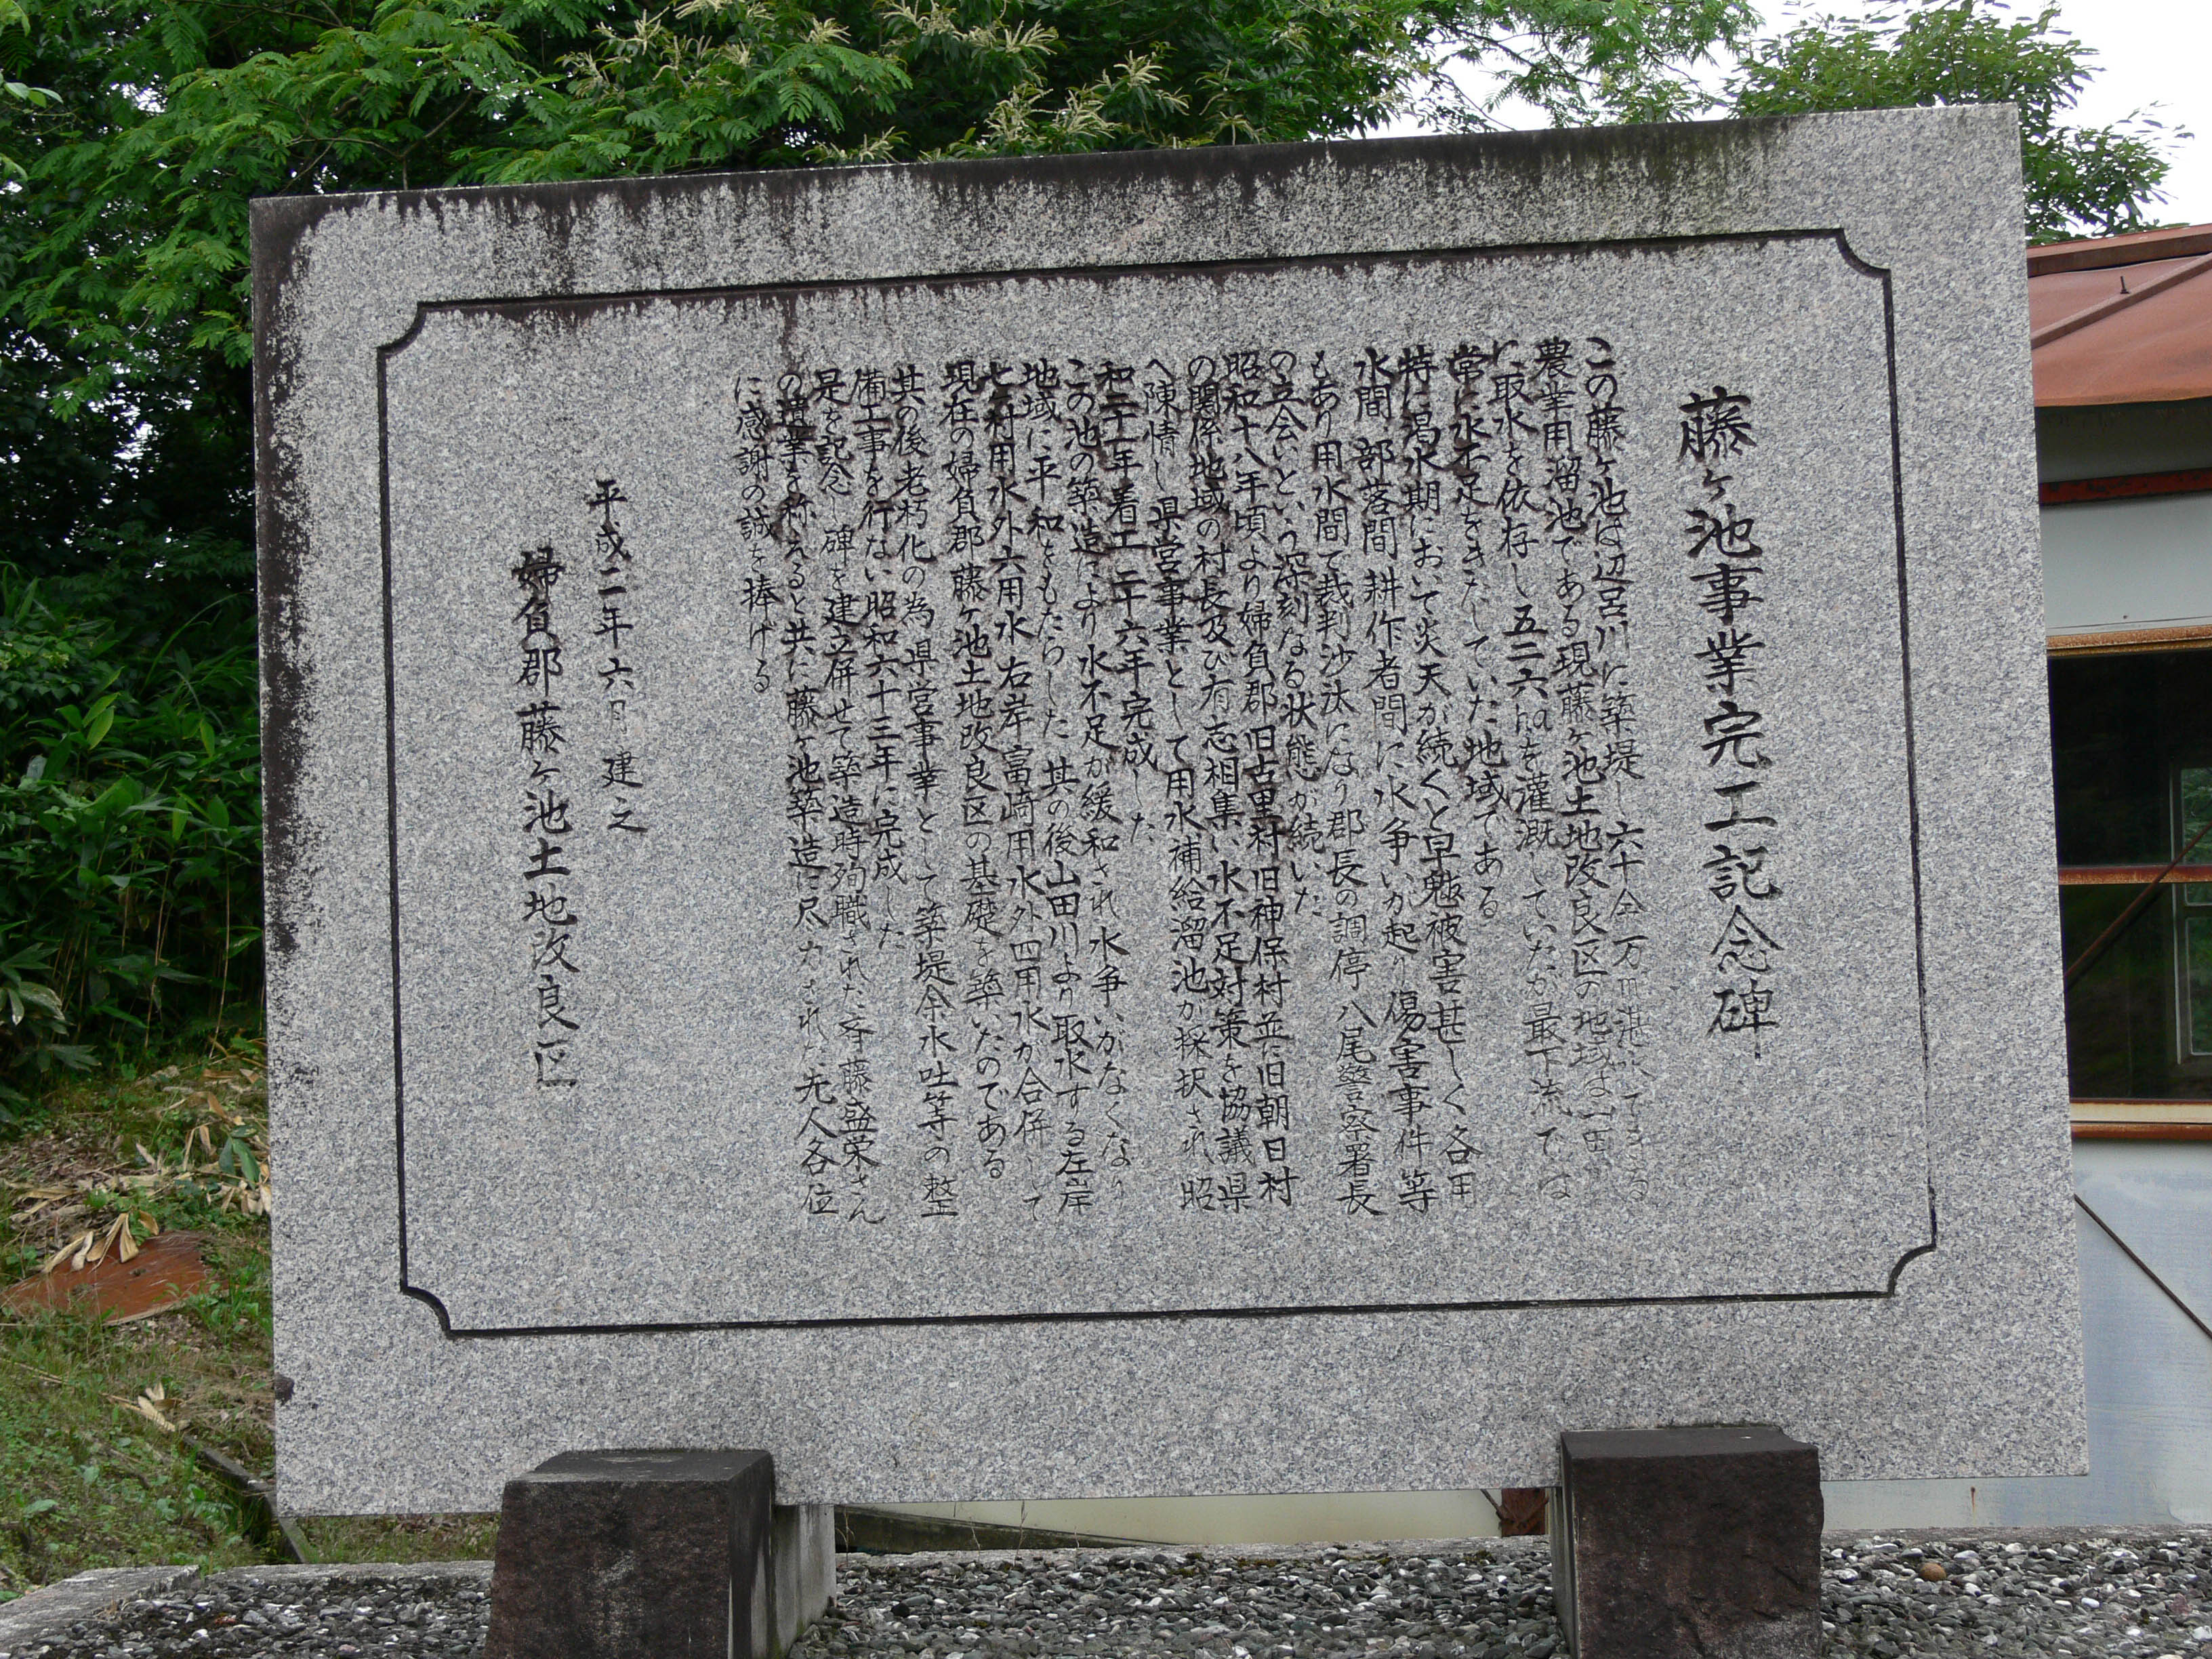 藤ヶ池事業完工記念碑
この藤ヶ池は辺呂川に築堤し六十余万㎥湛水できる
農業用溜池である現藤ヶ池土地改良区の地域は一円
に取水を依存し五二六haを灌漑していたが最下流では
常に水不足をきたしていた地域である
特に渇水期において炎天が続くと旱魃被害甚しく各用
水間、部落間、耕作者間に水争いが起り傷害事件等
もあり用水間で裁判沙汰になり郡長の調停、八尾警察署長
の立会いという深刻なる状態が続いた
昭和十八年頃より婦負郡旧古里村旧神保村並に旧朝日村
の関係地域の村長及び有志相集い水不足対策を協議県
へ陳情し県営事業として用水補給溜池が採択され昭
和二十一年着工二十六年完成した
この池の築造により水不足が緩和され水争いがなくなり
地域に平和をもたらした其の後山田川より取水する左岸
七ヶ村用水外六用水右岸富崎用水外四用水が合併して
現在の婦負郡藤ヶ池土地改良区の基礎を築いたのである
其の後老朽化の為県営事業として築堤余水吐等の整
備工事を行ない昭和六十三年に完成した
是を記念し碑を建立併せて築造時殉職された斉藤盛栄さん
の遺業を称えると共に藤ヶ池築造に尽力された先人各位
に感謝の誠を捧げる
平成二年六月 建之
婦負郡藤ヶ池土地改良区